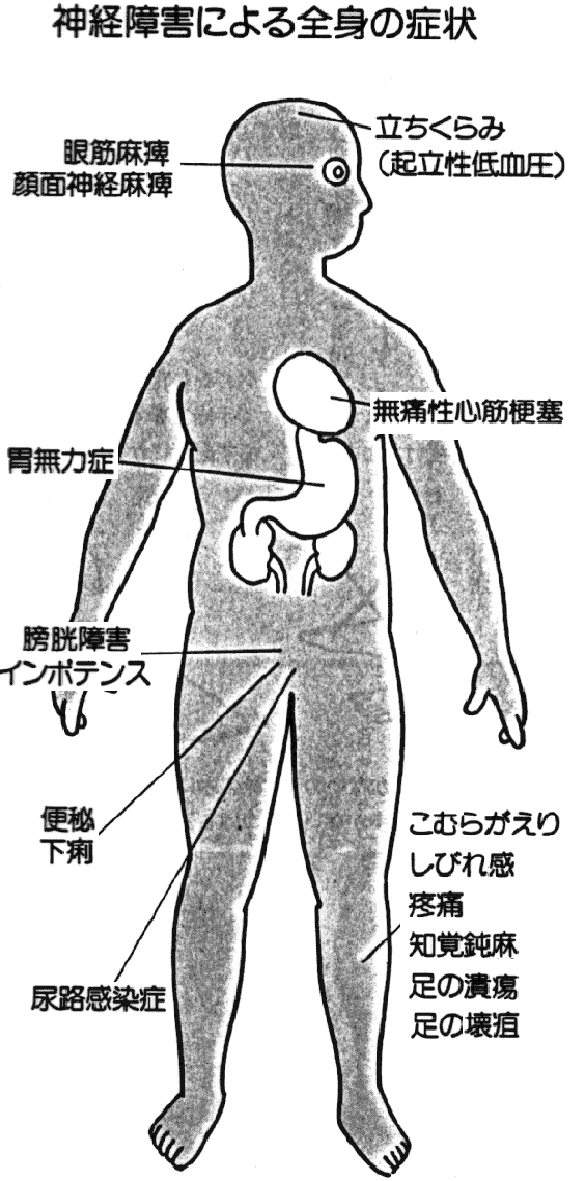 神経障害による全身の症状
立ちくらみ
（起立性低血圧）
眼筋麻痺
顔面神経麻痺
無痛性心筋梗塞
胃無力症
膀胱障害
インポテンス
便秘
下痢
尿路感染症
こむらがえり
しびれ感
疼痛
知覚鈍麻
足の潰瘍
足の壊疽